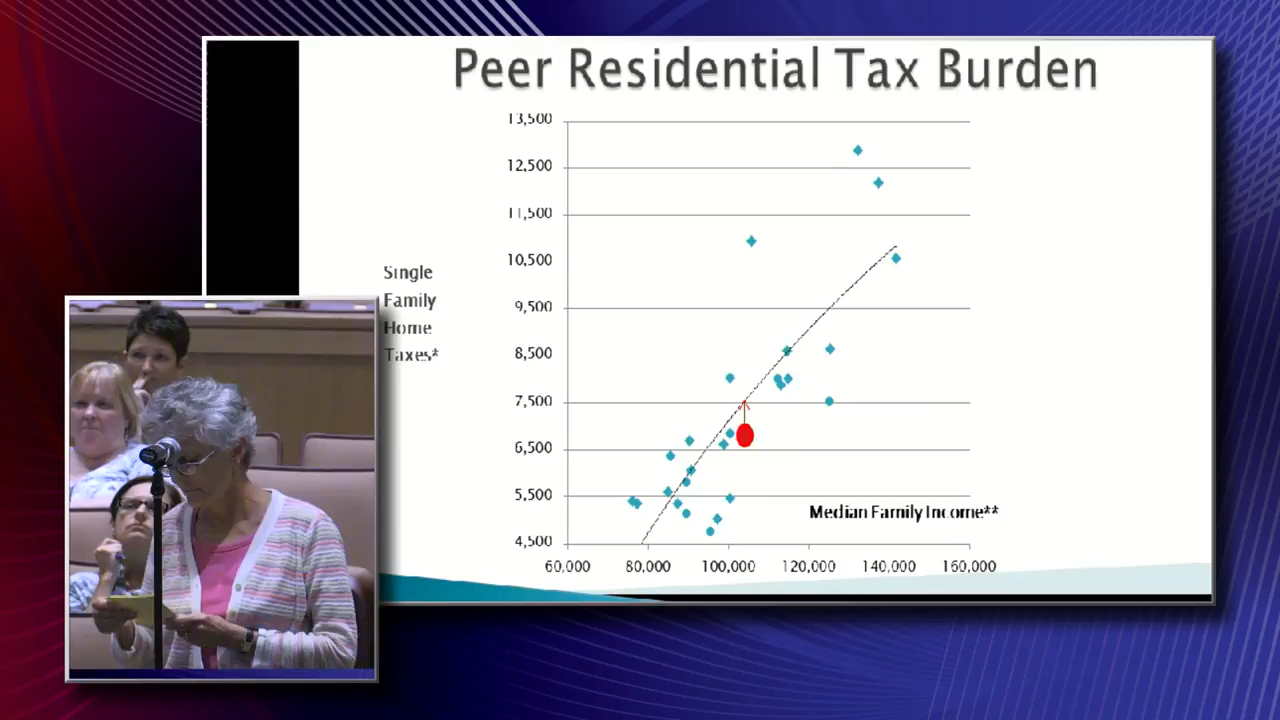 Peer Residential Tax Burden
13,500
12,500
11,500
10,500
9,500
8,500
7,500
6,500
5,500
4,500
Single
Family
Home
Taxes*
Median Family Income**
60,000 80,000 100,000 120,000 140,000 160,000